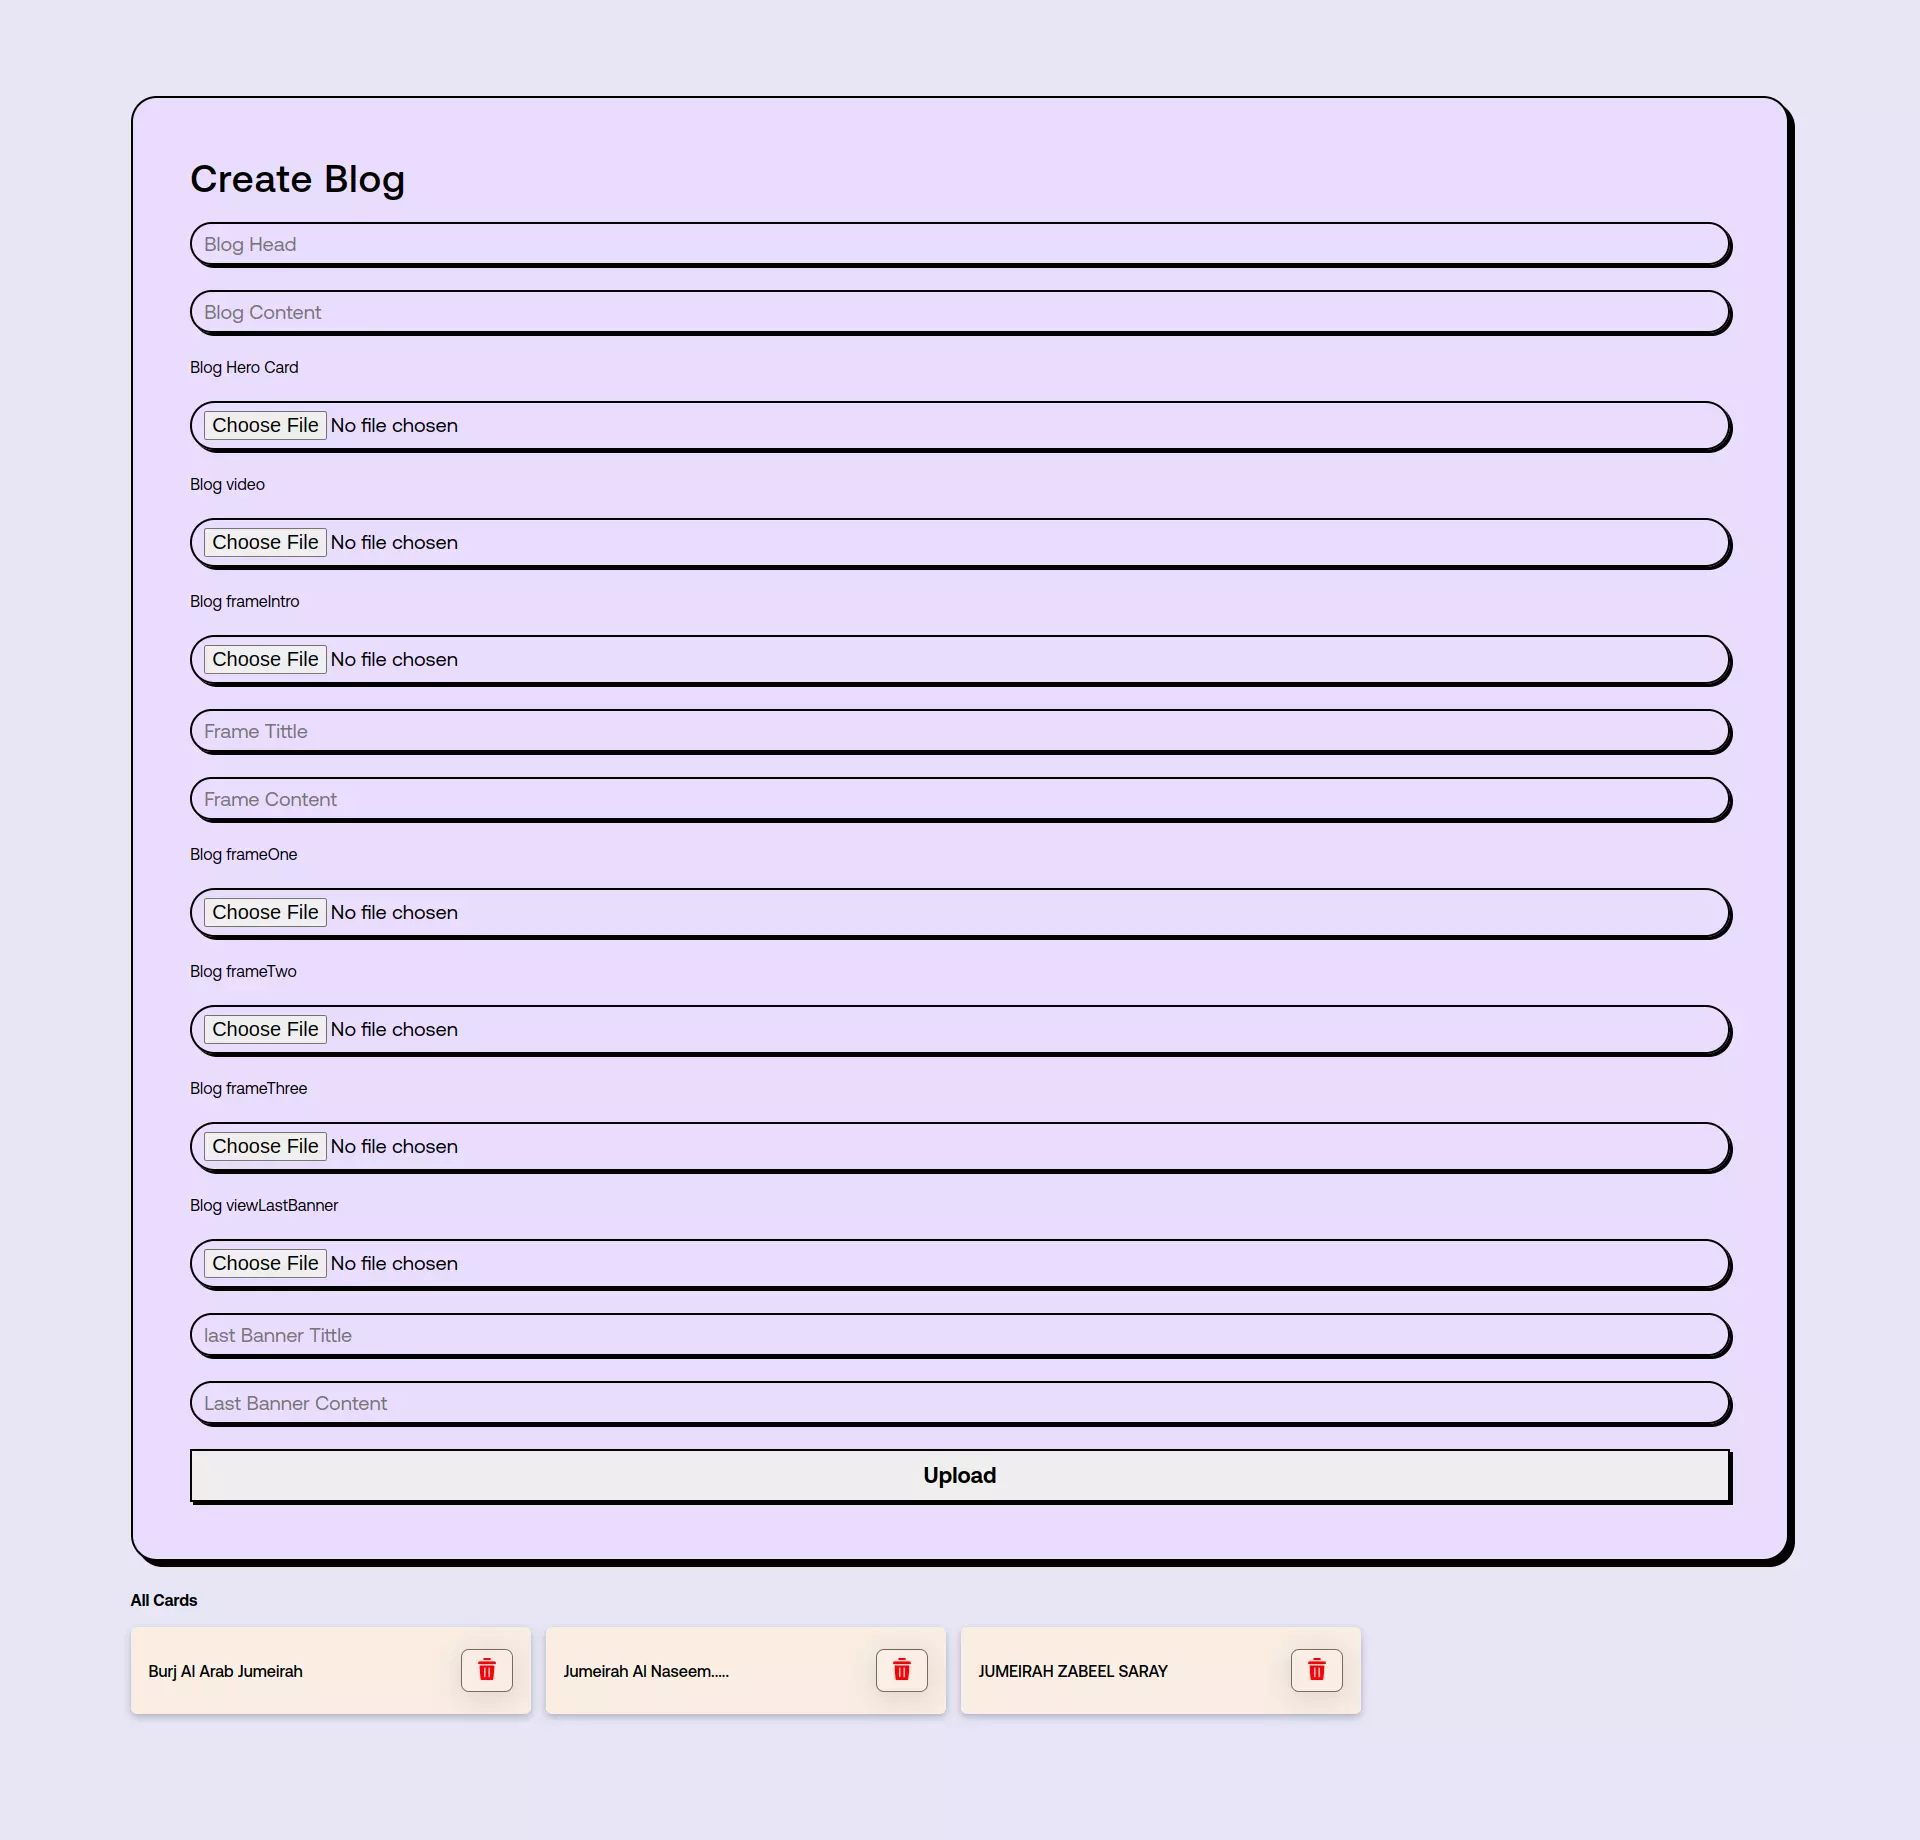 Create Blog
Blog Head
Blog Content
Blog Hero Card
Choose File No file chosen
Blog video
Choose File No file chosen
Blog frameIntro
Choose File No file chosen
Frame Tittle
Frame Content
Blog frameOne
Choose File No file chosen
Blog frameTwo
Choose File No file chosen
Blog frameThree
Choose File No file chosen
Blog viewLastBanner
Choose File No file chosen
last Banner Tittle
Last Banner Content
Upload
All Cards
Burj Al Arab Jumeirah
Jumeirah Al Naseem.....
JUMEIRAH ZABEEL SARAY